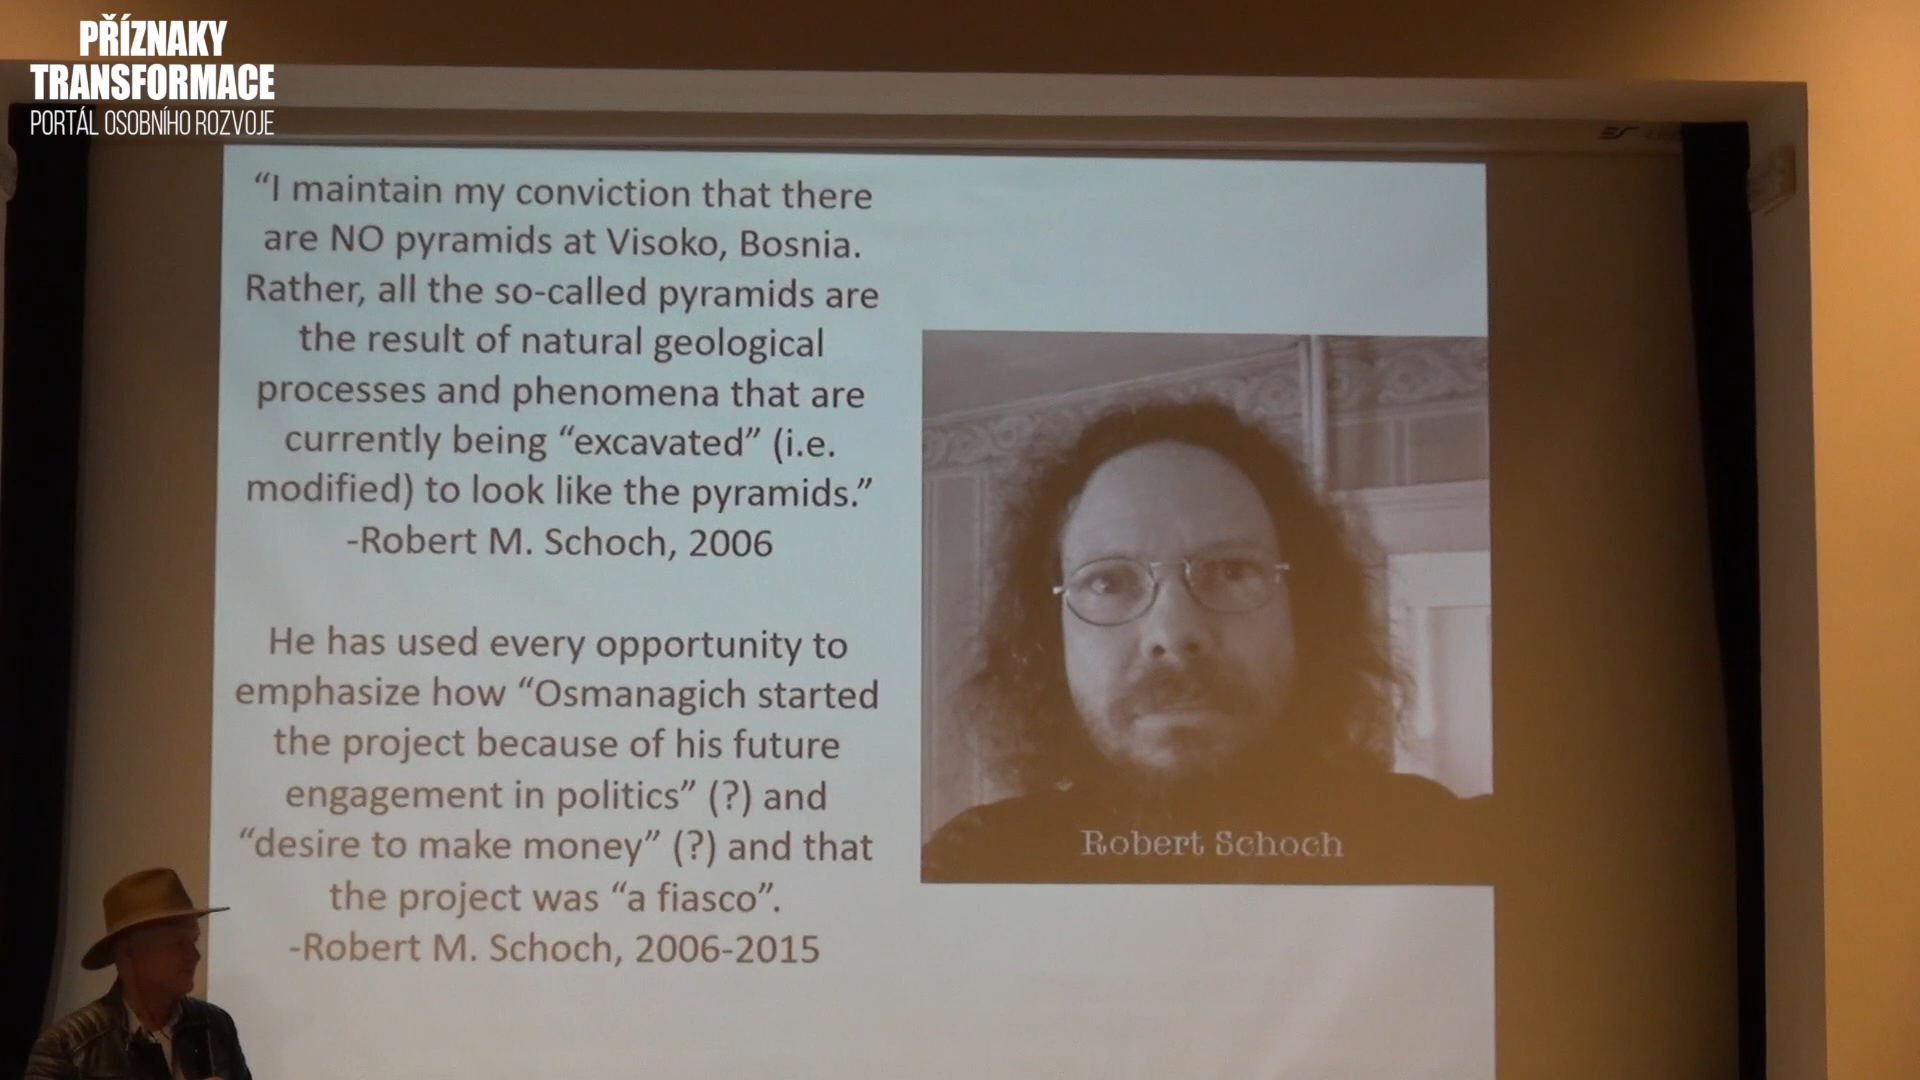 PŘÍZNAKY
TRANSFORMACE
PORTÁL OSOBNÍHO ROZVOJE
“I maintain my conviction that there
are NO pyramids at Visoko, Bosnia.
Rather, all the so-called pyramids are
the result of natural geological
processes and phenomena that are
currently being “excavated” (i.e.
modified) to look like the pyramids.”
-Robert M. Schoch, 2006
He has used every opportunity to
emphasize how “Osmanagich started
the project because of his future
engagement in politics” (?) and
“desire to make money” (?) and that
the project was “a fiasco”.
-Robert M. Schoch, 2006-2015
Robert Schoch